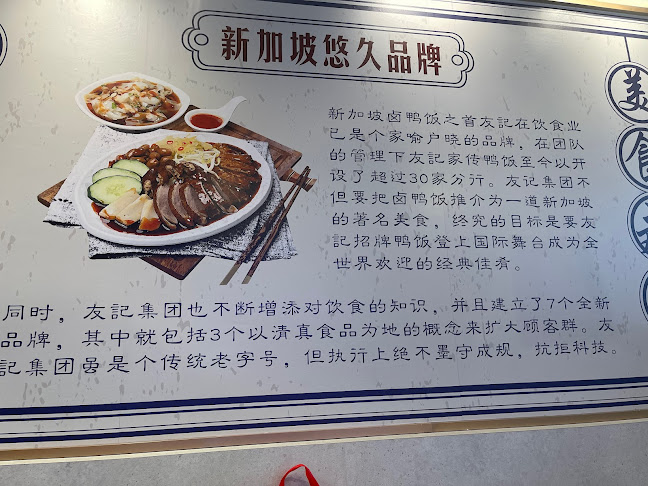 新加坡悠久品牌
新加坡卤鸭饭之首友記在饮食业
已是个家喻户晓的品牌，在团队
的管理下友記家传鸭饭至今以开
设了超过30家分行。友记集团不
但要把卤鸭饭推介为一道新加坡
的著名美食，终究的目标是要友
記招牌鸭饭登上国际舞台成为全
世界欢迎的经典佳肴。
同时，友記集团也不断增添对饮食的知识，并且建立了7个全新
品牌，其中就包括3个以清真食品为地的概念来扩大顾客群。友
記集团虽是个传统老字号，但执行上绝不墨守成规，抗拒科技。
美
食